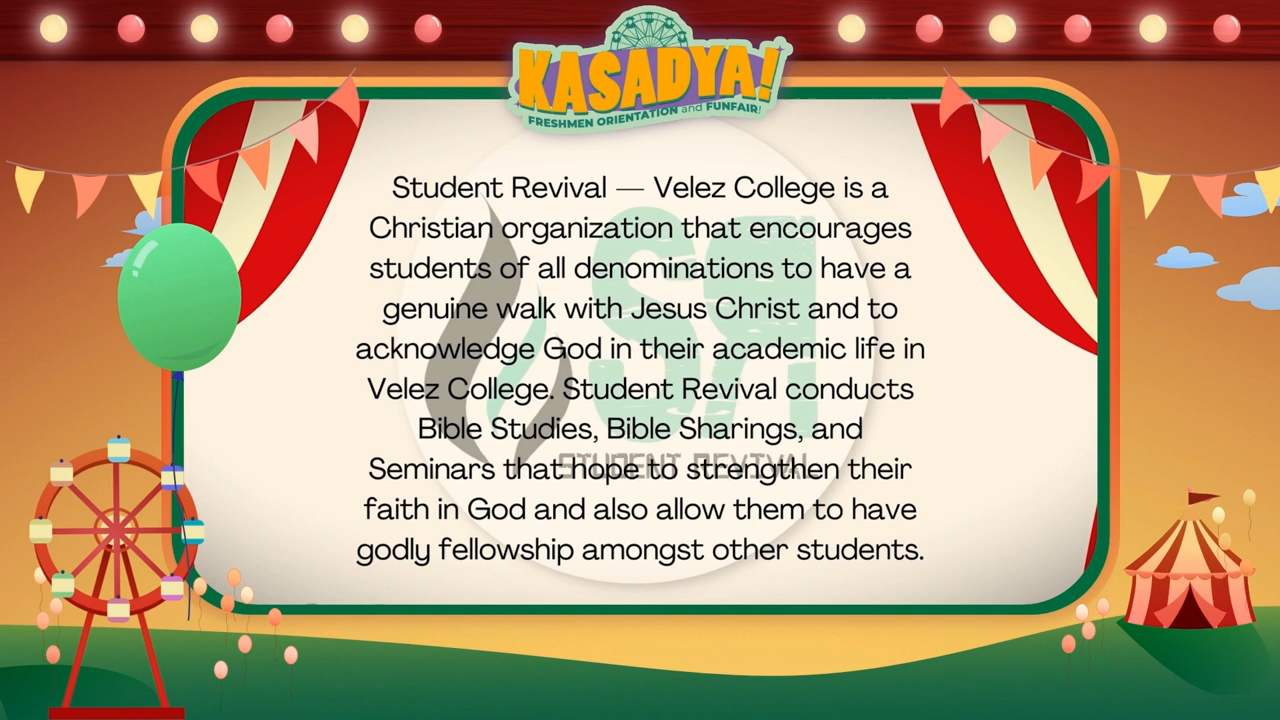 KASADYA!
FRESHMEN ORIENTATION and FUNFAIR!
Student Revival — Velez College is a
Christian organization that encourages
students of all denominations to have a
genuine walk with Jesus Christ and to
acknowledge God in their academic life in
Velez College. Student Revival conducts
Bible Studies, Bible Sharings, and
Seminars that hope to strengthen their
faith in God and also allow them to have
godly fellowship amongst other students.
SR
STUDENT REVIVAL